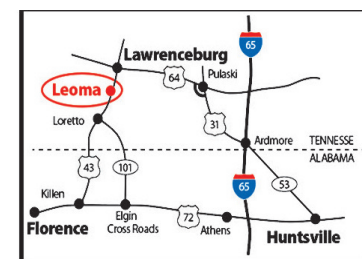 65
Lawrenceburg
64
Pulaski
Leoma
Loretto
31
Ardmore
TENNESSE
ALABAMA
43
101
65
53
Killen
Elgin
Cross Roads
72
Athens
Florence
Huntsville